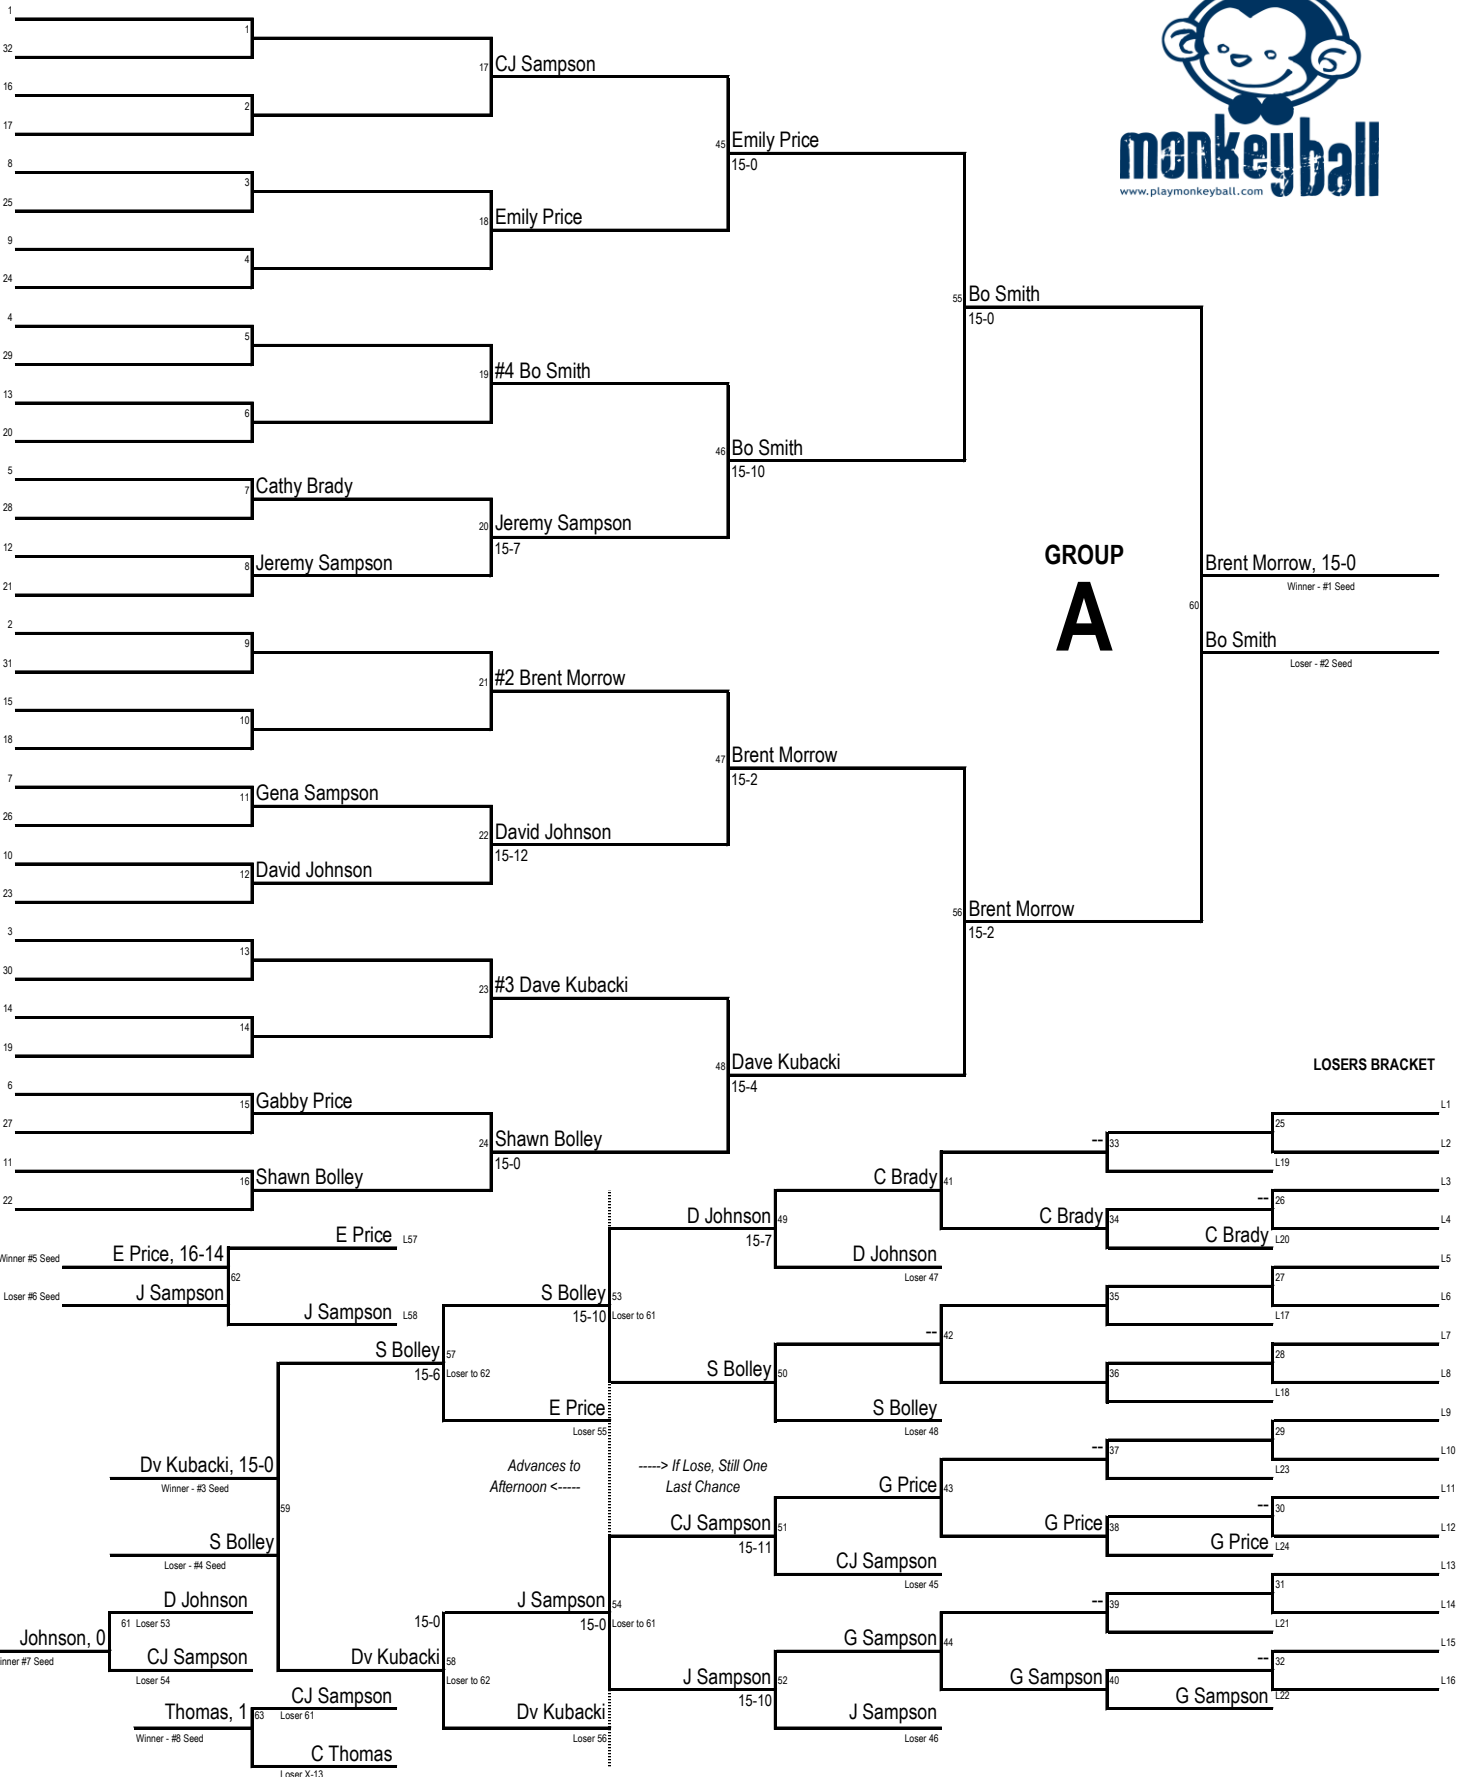 monkeyball
www.playmonkeyball.com
1
32
1
16
17
2
17 CJ Sampson
8
25
3
9
24
4
18 Emily Price
45 Emily Price
15-0
4
29
5
13
20
6
19 #4 Bo Smith
5
28
7 Cathy Brady
12
21
8 Jeremy Sampson
20 Jeremy Sampson
15-7
46 Bo Smith
15-10
55 Bo Smith
15-0
GROUP
A
2
31
9
15
18
10
21 #2 Brent Morrow
7
26
11 Gena Sampson
10
23
12 David Johnson
22 David Johnson
15-12
47 Brent Morrow
15-2
3
30
13
14
19
14
23 #3 Dave Kubacki
6
27
15 Gabby Price
11
22
16 Shawn Bolley
24 Shawn Bolley
15-0
48 Dave Kubacki
15-4
56 Brent Morrow
15-2
60
Brent Morrow, 15-0
Winner - #1 Seed
Bo Smith
Loser - #2 Seed
LOSERS BRACKET
L1
25
L2
-- 33
L19
L3
-- 26
L4
C Brady 34
C Brady L20
C Brady 41
D Johnson 49
15-7
D Johnson
Loser 47
L5
27
L6
35
L17
L7
28
L8
36
L18
-- 42
S Bolley 50
S Bolley
Loser 48
L9
29
L10
-- 37
L23
L11
-- 30
L12
G Price 38
G Price L24
G Price 43
CJ Sampson 51
15-11
CJ Sampson
Loser 45
L13
31
L14
-- 39
L21
L15
-- 32
L16
G Sampson 40
G Sampson L22
G Sampson 44
J Sampson 52
15-10
J Sampson
Loser 46
E Price L57
Winner #5 Seed E Price, 16-14
62
Loser #6 Seed J Sampson
J Sampson L58
S Bolley 53
15-10 Loser to 61
S Bolley 57
15-6 Loser to 62
E Price
Loser 55
Advances to
Afternoon <-----
-----> If Lose, Still One
Last Chance
Dv Kubacki, 15-0
Winner - #3 Seed
59
S Bolley
Loser - #4 Seed
J Sampson 54
15-0 Loser to 61
15-0
Dv Kubacki 58
Loser to 62
Dv Kubacki
Loser 56
D Johnson
61 Loser 53
Johnson, 0
inner #7 Seed
CJ Sampson
Loser 54
CJ Sampson
Thomas, 1 63 Loser 61
Winner - #8 Seed
C Thomas
Loser X-13